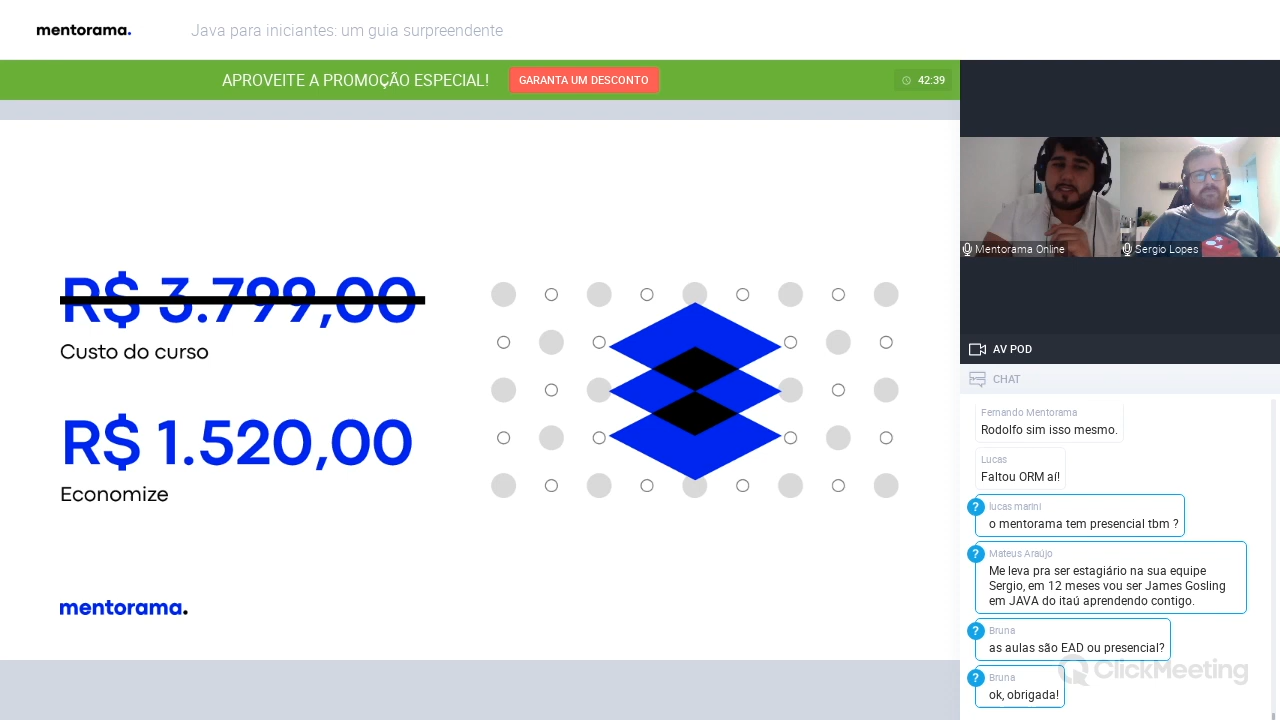 mentorama.
Java para iniciantes: um guia surpreendente
APROVEITE A PROMOÇÃO ESPECIAL!
GARANTA UM DESCONTO
42:39
R$ 3.799,00
Custo do curso
R$ 1.520,00
Economize
mentorama.
Mentorama Online
Sergio Lopes
AV POD
CHAT
Fernando Mentorama
Rodolfo sim isso mesmo.
Lucas
Faltou ORM aí!
?
lucas marini
o mentorama tem presencial tbm ?
?
Mateus Araújo
Me leva pra ser estagiário na sua equipe
Sergio, em 12 meses vou ser James Gosling
em JAVA do itaú aprendendo contigo.
?
Bruna
as aulas são EAD ou presencial?
?
Bruna
ok, obrigada!
ClickMeeting